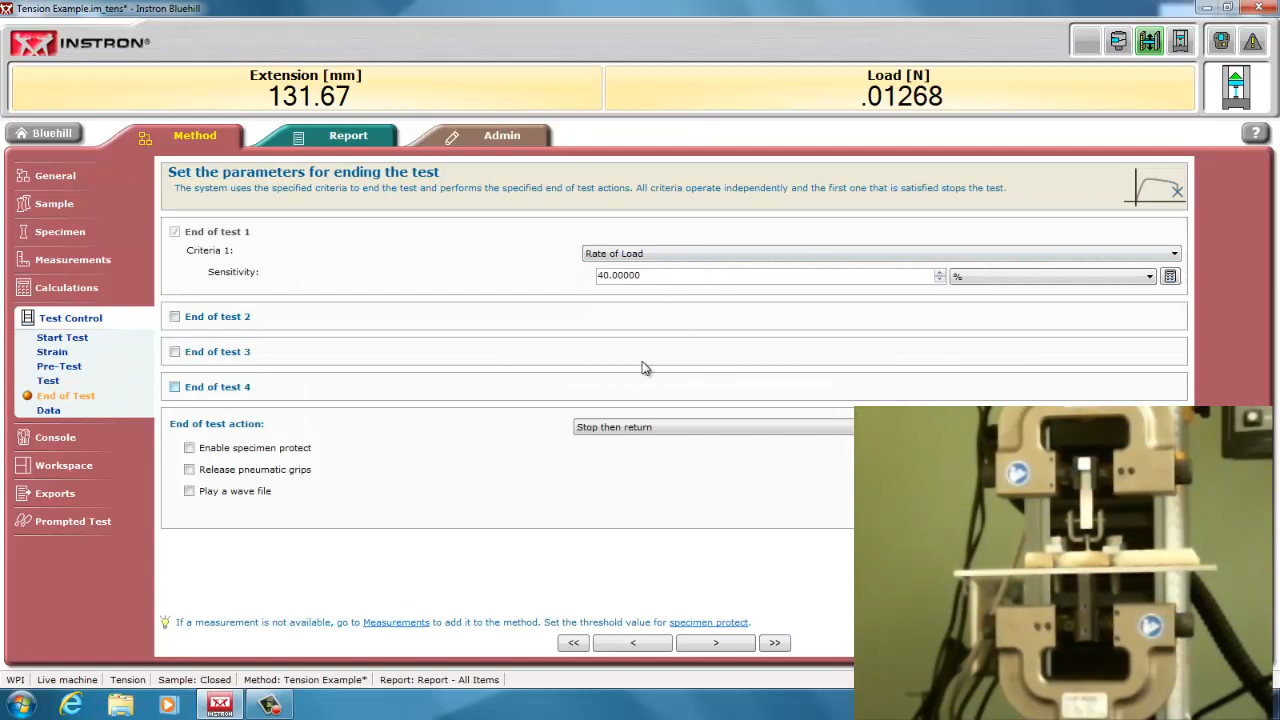 Tension Example.im_tens* - Instron Bluehill
INSTRON®
Extension [mm]
131.67
Load [N]
.01268
Bluehill
Method
Report
Admin
?
General
Sample
Specimen
Measurements
Calculations
Test Control
Start Test
Strain
Pre-Test
Test
End of Test
Data
Console
Workspace
Exports
Prompted Test
Set the parameters for ending the test
The system uses the specified criteria to end the test and performs the specified end of test actions. All criteria operate independently and the first one that is satisfied stops the test.
End of test 1
Criteria 1:
Rate of Load
Sensitivity:
40.00000
%
End of test 2
End of test 3
End of test 4
End of test action:
Stop then return
Enable specimen protect
Release pneumatic grips
Play a wave file
If a measurement is not available, go to Measurements to add it to the method. Set the threshold value for specimen protect.
<< < > >>
WPI Live machine Tension Sample: Closed Method: Tension Example* Report: Report - All Items
INSTRON